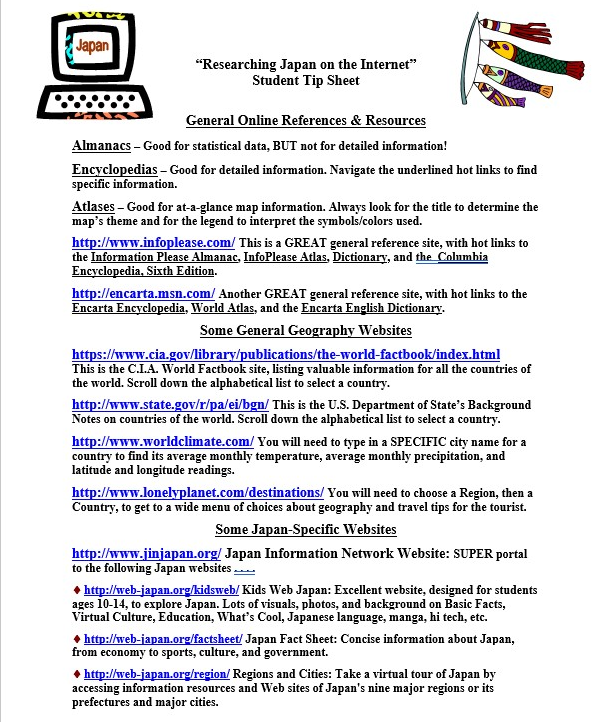 Japan
“Researching Japan on the Internet”
Student Tip Sheet
General Online References & Resources
Almanacs – Good for statistical data, BUT not for detailed information!
Encyclopedias – Good for detailed information. Navigate the underlined hot links to find
specific information.
Atlases – Good for at-a-glance map information. Always look for the title to determine the
map’s theme and for the legend to interpret the symbols/colors used.
http://www.infoplease.com/ This is a GREAT general reference site, with hot links to
the Information Please Almanac, InfoPlease Atlas, Dictionary, and the Columbia
Encyclopedia, Sixth Edition.
http://encarta.msn.com/ Another GREAT general reference site, with hot links to the
Encarta Encyclopedia, World Atlas, and the Encarta English Dictionary.
Some General Geography Websites
https://www.cia.gov/library/publications/the-world-factbook/index.html
This is the C.I.A. World Factbook site, listing valuable information for all the countries of
the world. Scroll down the alphabetical list to select a country.
http://www.state.gov/r/pa/ei/bgn/ This is the U.S. Department of State’s Background
Notes on countries of the world. Scroll down the alphabetical list to select a country.
http://www.worldclimate.com/ You will need to type in a SPECIFIC city name for a
country to find its average monthly temperature, average monthly precipitation, and
latitude and longitude readings.
http://www.lonelyplanet.com/destinations/ You will need to choose a Region, then a
Country, to get to a wide menu of choices about geography and travel tips for the tourist.
Some Japan-Specific Websites
http://www.jinjapan.org/ Japan Information Network Website: SUPER portal
to the following Japan websites . . . .
♦ http://web-japan.org/kidsweb/ Kids Web Japan: Excellent website, designed for students
ages 10-14, to explore Japan. Lots of visuals, photos, and background on Basic Facts,
Virtual Culture, Education, What’s Cool, Japanese language, manga, hi tech, etc.
♦ http://web-japan.org/factsheet/ Japan Fact Sheet: Concise information about Japan,
from economy to sports, culture, and government.
♦ http://web-japan.org/region/ Regions and Cities: Take a virtual tour of Japan by
accessing information resources and Web sites of Japan's nine major regions or its
prefectures and major cities.